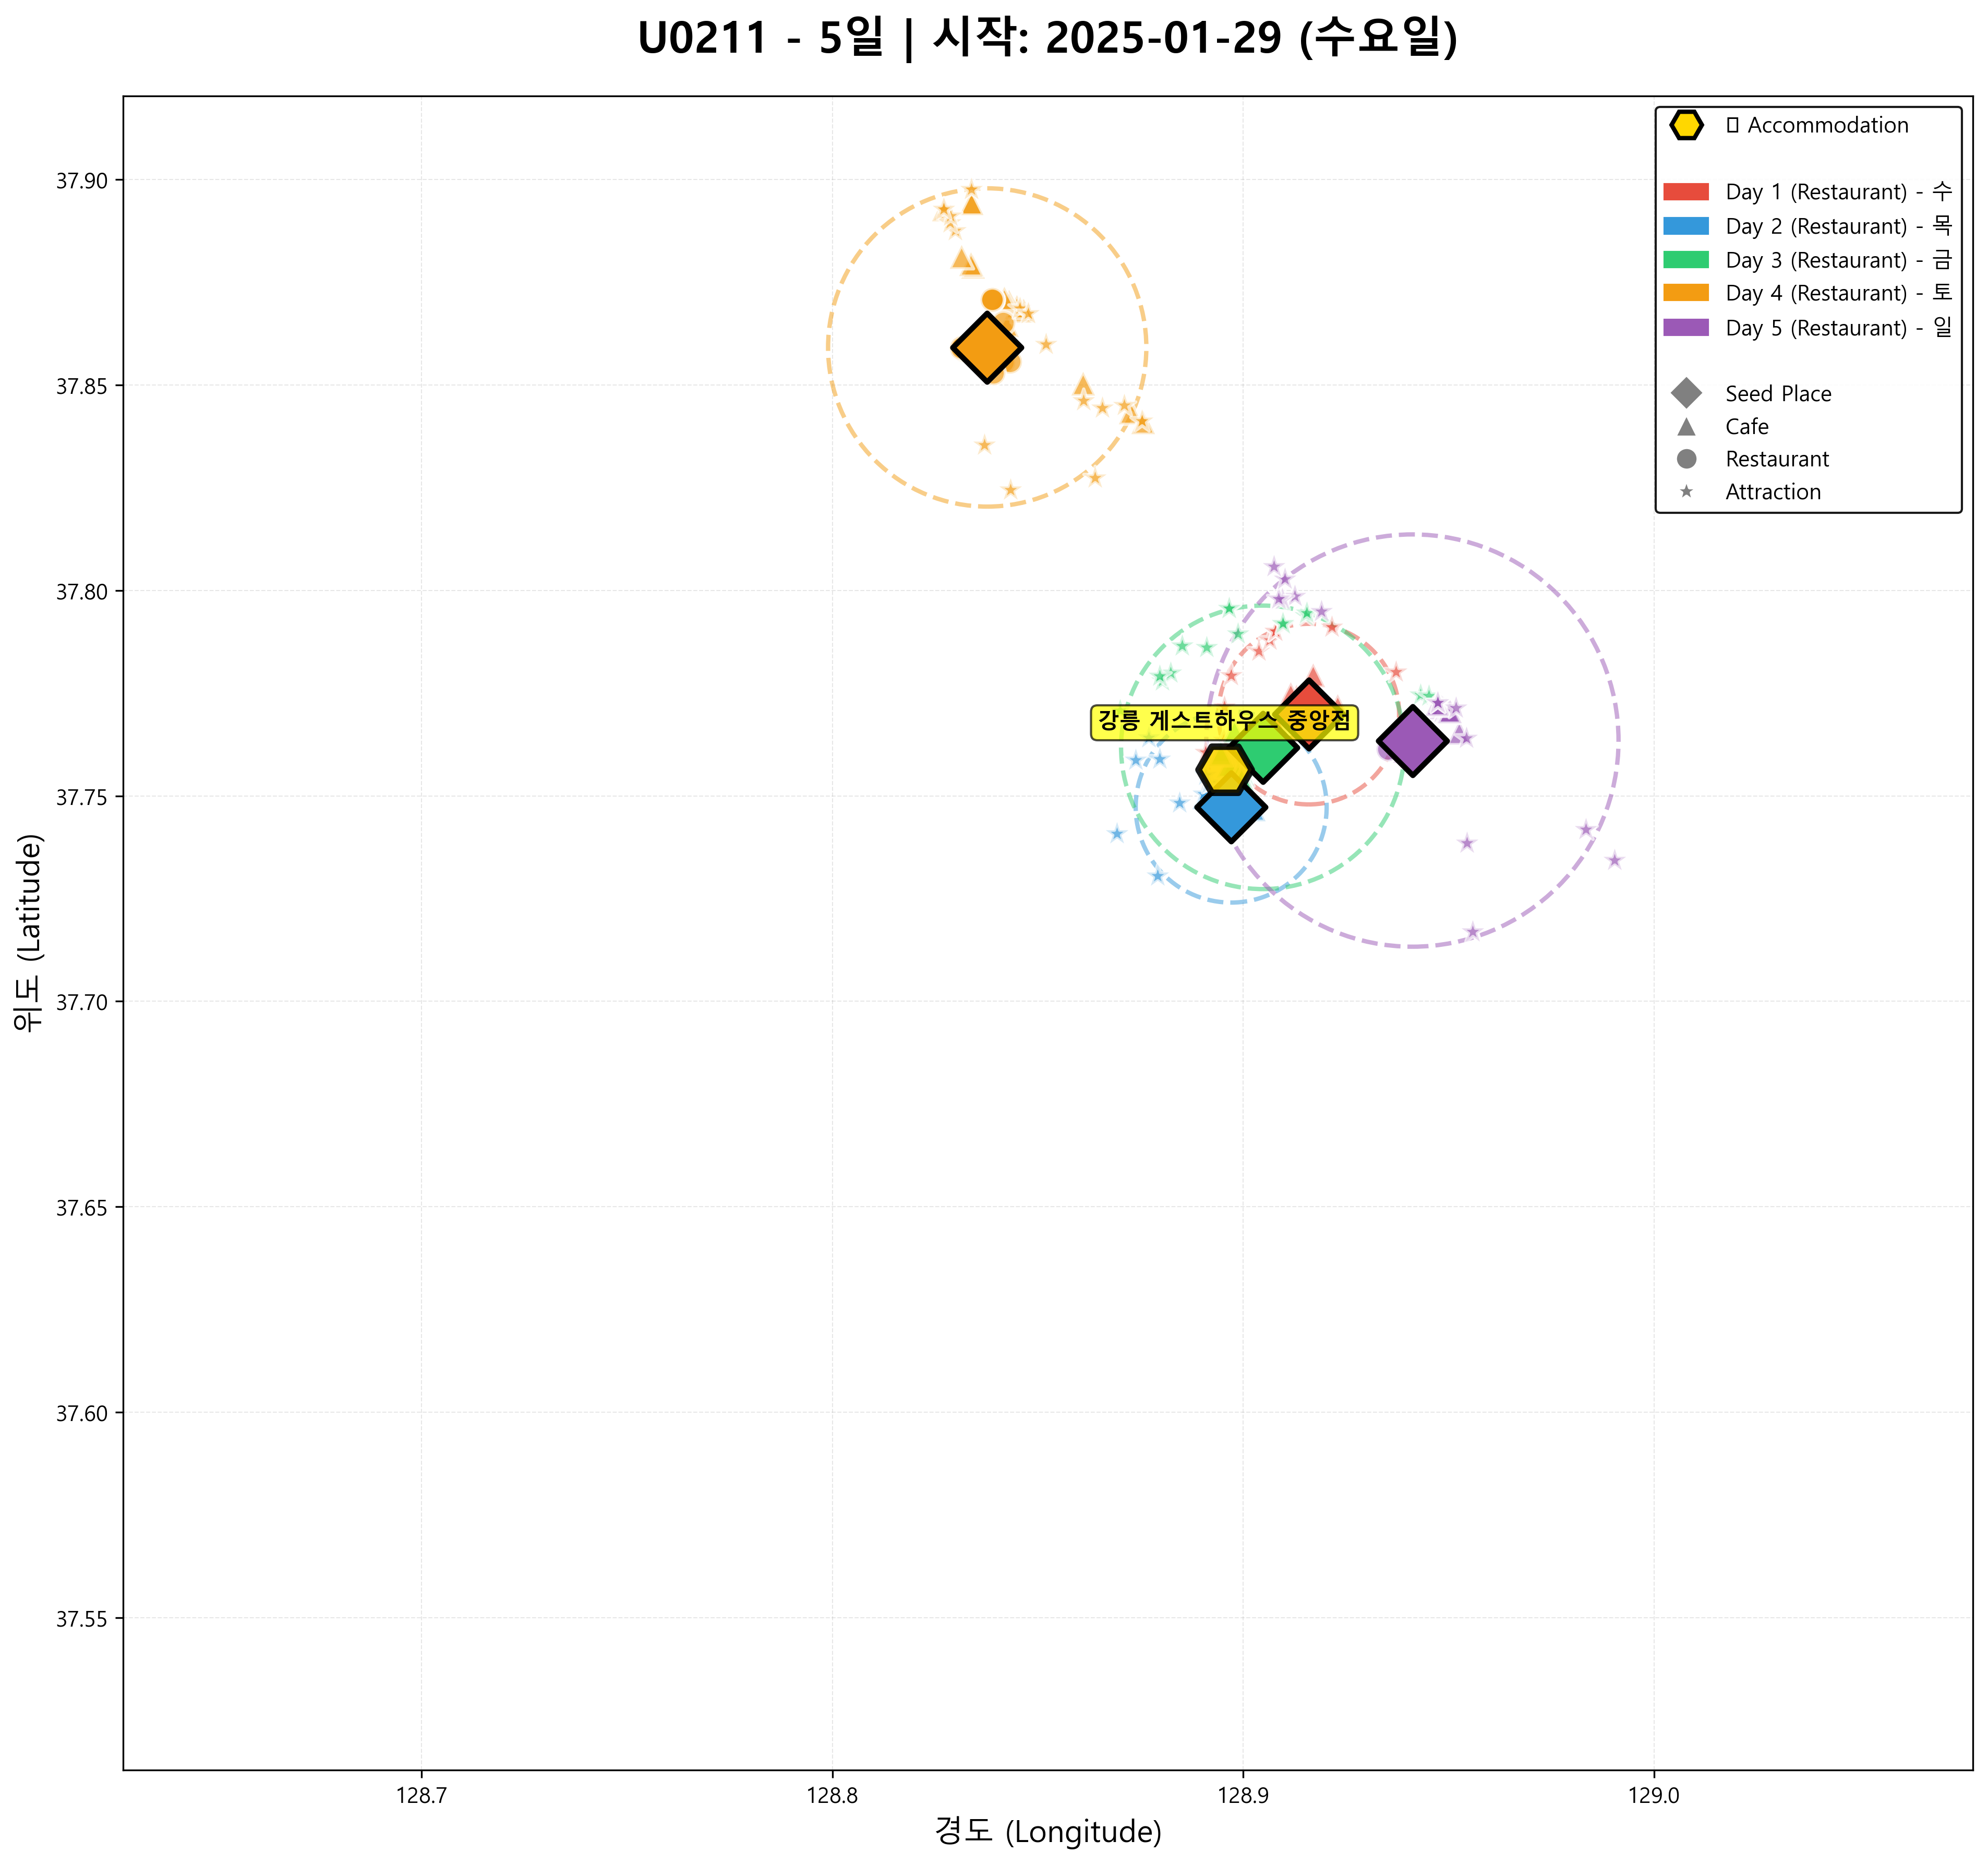 U0211 - 5일 | 시작: 2025-01-29 (수요일)
Accommodation
Day 1 (Restaurant) - 수
Day 2 (Restaurant) - 목
Day 3 (Restaurant) - 금
Day 4 (Restaurant) - 토
Day 5 (Restaurant) - 일
Seed Place
Cafe
Restaurant
Attraction
강릉 게스트하우스 중앙점
위도 (Latitude)
37.90
37.85
37.80
37.75
37.70
37.65
37.60
37.55
128.7
128.8
128.9
129.0
경도 (Longitude)